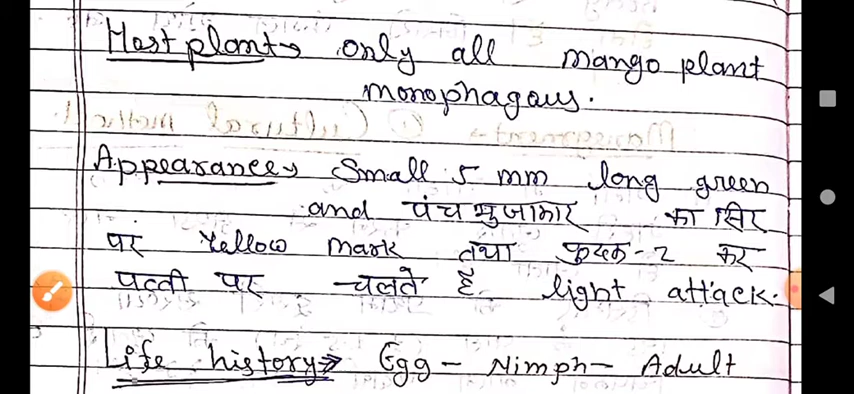 Host plant → only all mango plant
monophagous.
Appearance → Small 5 mm long green
and पंच भुजाकार का सिर
पर Yellow mark तथा फुदक-2 कर
पत्ती पर चलते हैं light attack.
Life history ⇒ Egg - Nimph - Adult